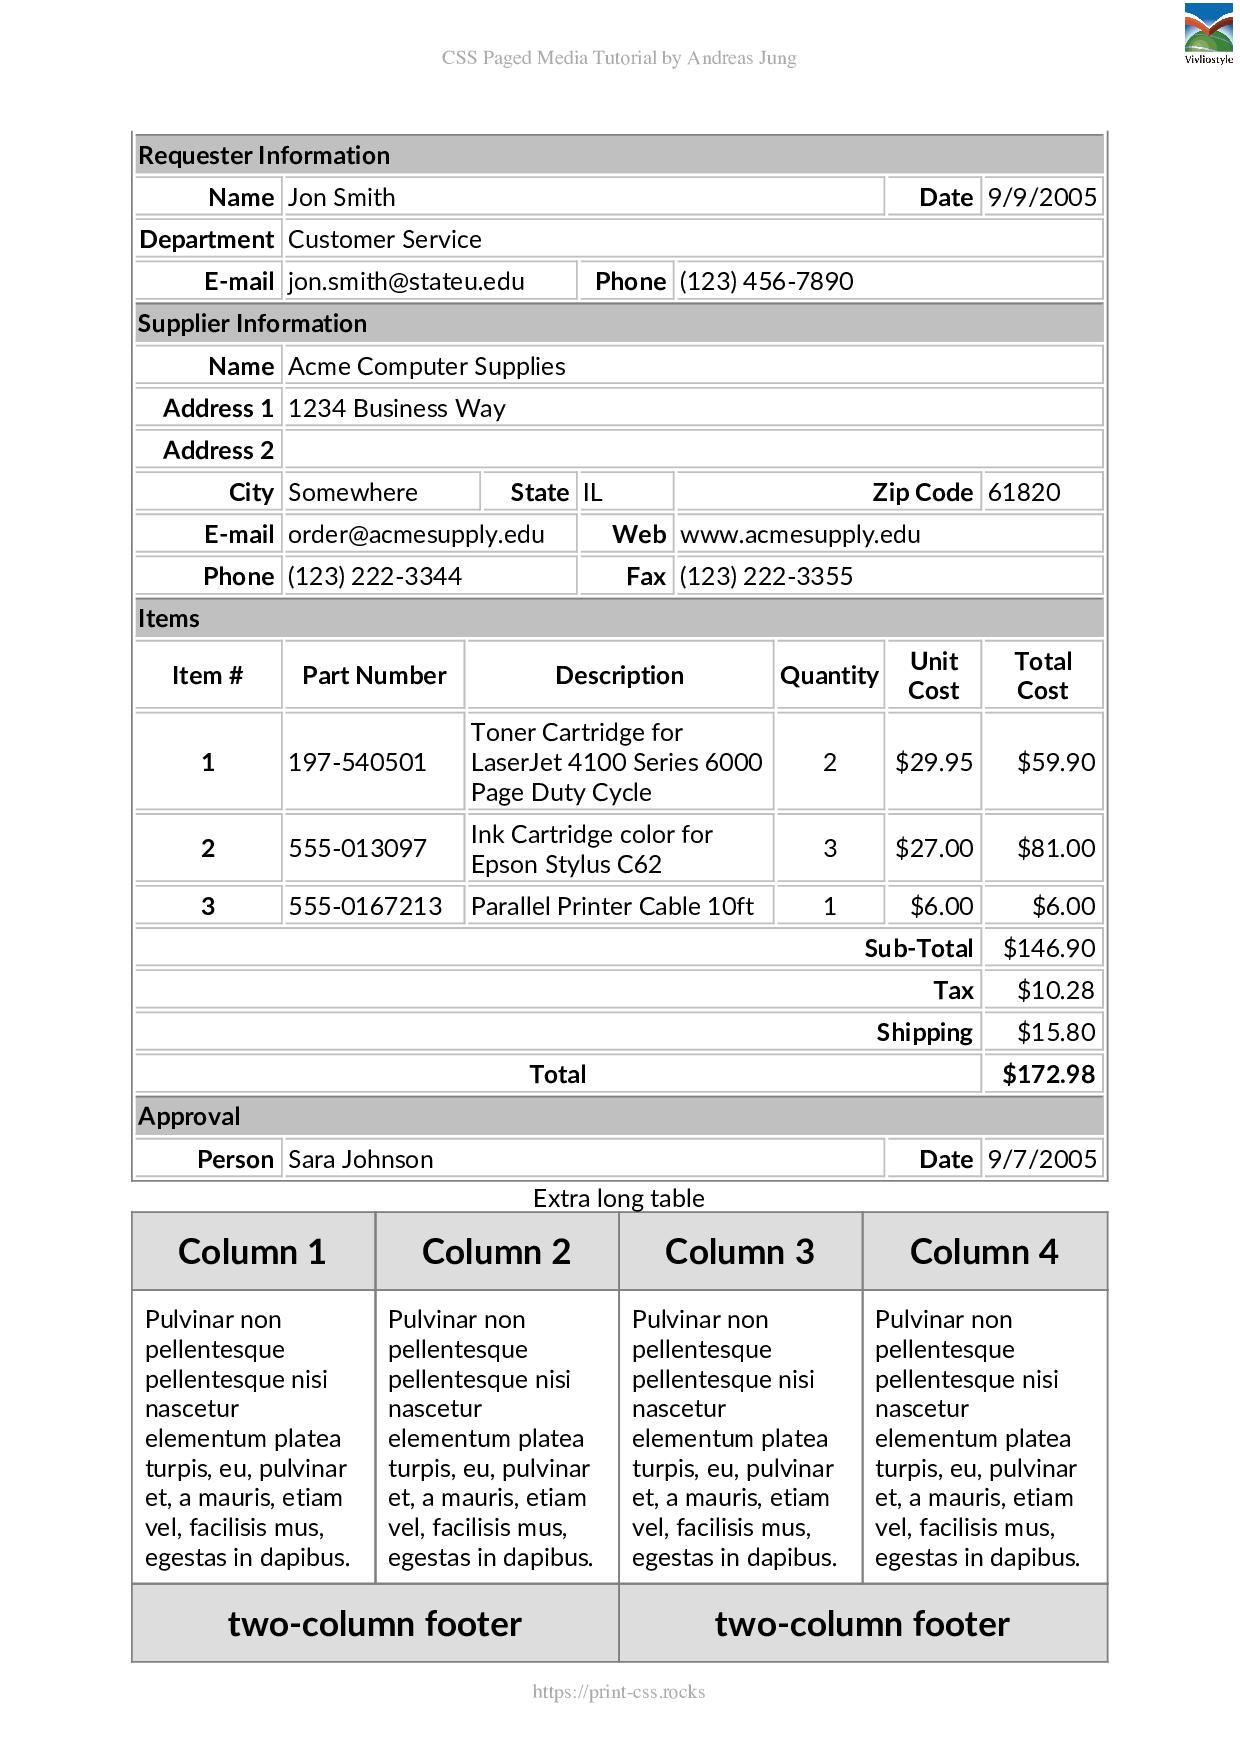 CSS Paged Media Tutorial by Andreas Jung
Vivliostyle
Requester Information
Name Jon Smith Date 9/9/2005
Department Customer Service
E-mail jon.smith@stateu.edu Phone (123) 456-7890
Supplier Information
Name Acme Computer Supplies
Address 1 1234 Business Way
Address 2
City Somewhere State IL Zip Code 61820
E-mail order@acmesupply.edu Web www.acmesupply.edu
Phone (123) 222-3344 Fax (123) 222-3355
Items
Item # Part Number Description Quantity Unit Cost Total Cost
1 197-540501 Toner Cartridge for LaserJet 4100 Series 6000 Page Duty Cycle 2 $29.95 $59.90
2 555-013097 Ink Cartridge color for Epson Stylus C62 3 $27.00 $81.00
3 555-0167213 Parallel Printer Cable 10ft 1 $6.00 $6.00
Sub-Total $146.90
Tax $10.28
Shipping $15.80
Total $172.98
Approval
Person Sara Johnson Date 9/7/2005
Extra long table
Column 1 Column 2 Column 3 Column 4
Pulvinar non Pulvinar non Pulvinar non Pulvinar non
pellentesque pellentesque pellentesque pellentesque
pellentesque nisi pellentesque nisi pellentesque nisi pellentesque nisi
nascetur nascetur nascetur nascetur
elementum platea elementum platea elementum platea elementum platea
turpis, eu, pulvinar turpis, eu, pulvinar turpis, eu, pulvinar turpis, eu, pulvinar
et, a mauris, etiam et, a mauris, etiam et, a mauris, etiam et, a mauris, etiam
vel, facilisis mus, vel, facilisis mus, vel, facilisis mus, vel, facilisis mus,
egestas in dapibus. egestas in dapibus. egestas in dapibus. egestas in dapibus.
two-column footer two-column footer
https://print-css.rocks